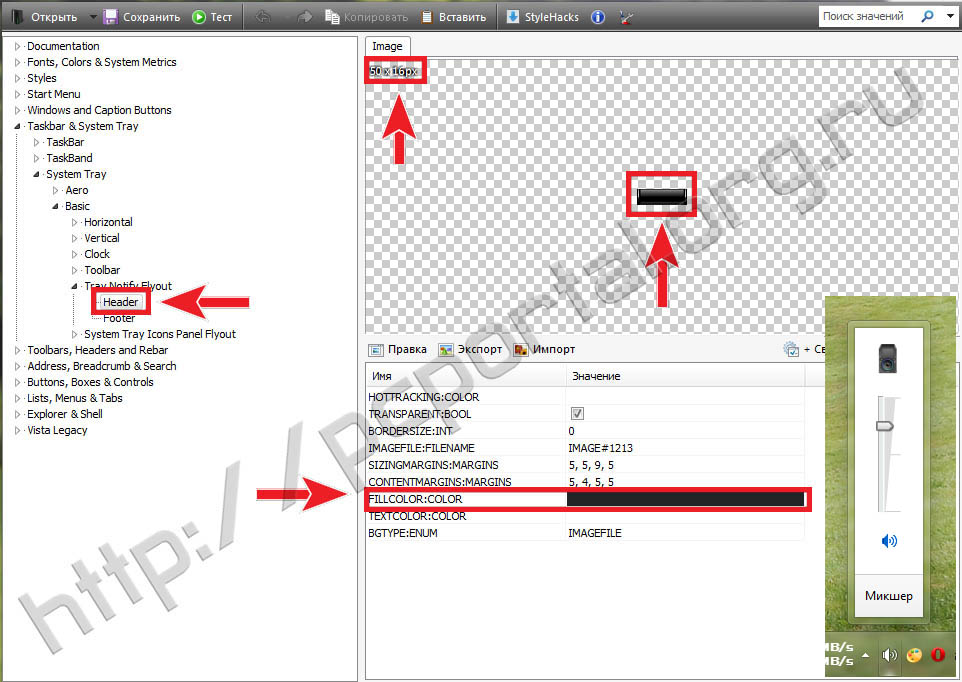 Открыть Сохранить Тест Копировать Вставить StyleHacks Поиск значений
Documentation
Fonts, Colors & System Metrics
Styles
Start Menu
Windows and Caption Buttons
Taskbar & System Tray
TaskBar
TaskBand
System Tray
Aero
Basic
Horizontal
Vertical
Clock
Toolbar
Tray Notify Flyout
Header
Footer
System Tray Icons Panel Flyout
Toolbars, Headers and Rebar
Address, Breadcrumb & Search
Buttons, Boxes & Controls
Lists, Menus & Tabs
Explorer & Shell
Vista Legacy
Image
50 x 16px
Правка Экспорт Импорт + Св
Имя Значение
HOTTRACKING:COLOR
TRANSPARENT:BOOL
BORDERSIZE:INT 0
IMAGEFILE:FILENAME IMAGE#1213
SIZINGMARGINS:MARGINS 5, 5, 9, 5
CONTENTMARGINS:MARGINS 5, 4, 5, 5
FILLCOLOR:COLOR
TEXTCOLOR:COLOR
BGTYPE:ENUM IMAGEFILE
Микшер
MB/s
MB/s
http://pcportal.org.ru